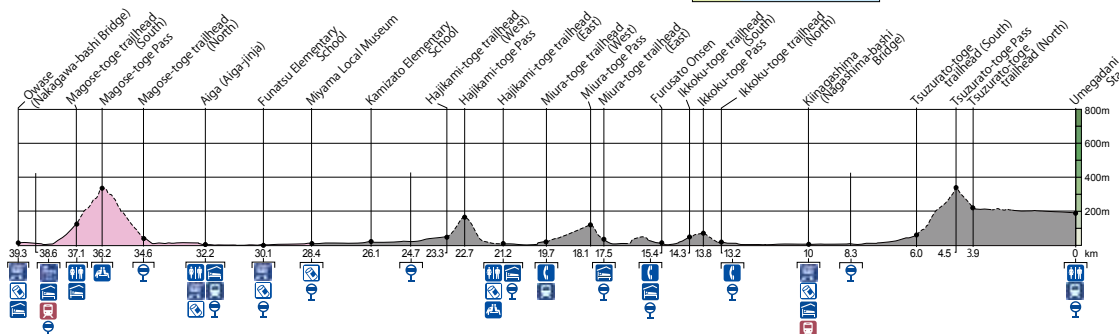 Owase
(Nakagawa-bashi Bridge)
Magose-toge trailhead
(South)
Magose-toge Pass
Magose-toge trailhead
(North)
Aiga (Aiga-jinja)
Funatsu Elementary
School
Miyama Local Museum
Kamizato Elementary
School
Hajikami-toge trailhead
(West)
Hajikami-toge Pass
Hajikami-toge trailhead
(East)
Miura-toge trailhead
(West)
Miura-toge Pass
Miura-toge trailhead
(East)
Furusato Onsen
Ikkoku-toge trailhead
(South)
Ikkoku-toge Pass
Ikkoku-toge trailhead
(North)
Kiinagashima
(Nagashima-bashi
Bridge)
Tsuzurato-toge
trailhead (South)
Tsuzurato-toge Pass
Tsuzurato-toge
trailhead (North)
Umegadani
Sta
800m
600m
400m
200m
39.3 38.6 37.1 36.2 34.6 32.2 30.1 28.4 26.1 24.7 23.3 22.7 21.2 19.7 18.1 17.5 15.4 14.3 13.8 13.2 10 8.3 6.0 4.5 3.9 0 km